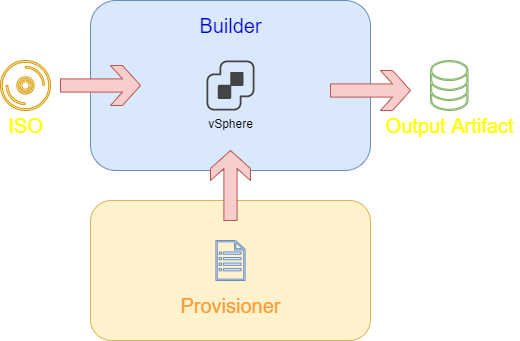 Builder
vSphere
ISO
Output Artifact
Provisioner